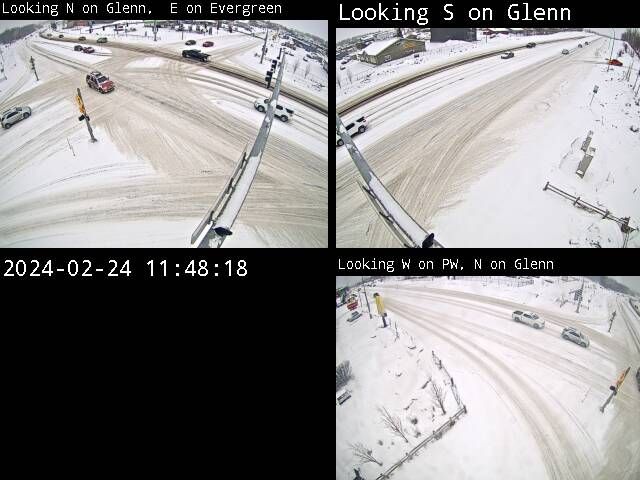 Looking N on Glenn,  E on Evergreen
Looking S on Glenn
2024-02-24 11:48:18
Looking W on PW, N on Glenn